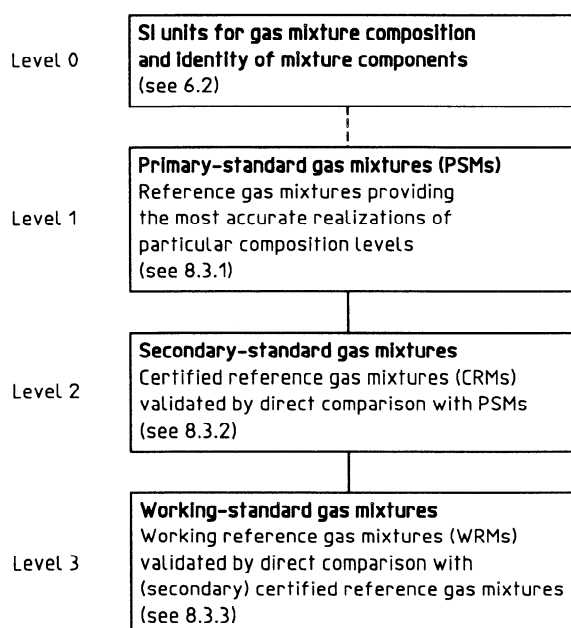 Level 0
SI units for gas mixture composition
and identity of mixture components
(see 6.2)
Level 1
Primary-standard gas mixtures (PSMs)
Reference gas mixtures providing
the most accurate realizations of
particular composition levels
(see 8.3.1)
Level 2
Secondary-standard gas mixtures
Certified reference gas mixtures (CRMs)
validated by direct comparison with PSMs
(see 8.3.2)
Level 3
Working-standard gas mixtures
Working reference gas mixtures (WRMs)
validated by direct comparison with
(secondary) certified reference gas mixtures
(see 8.3.3)